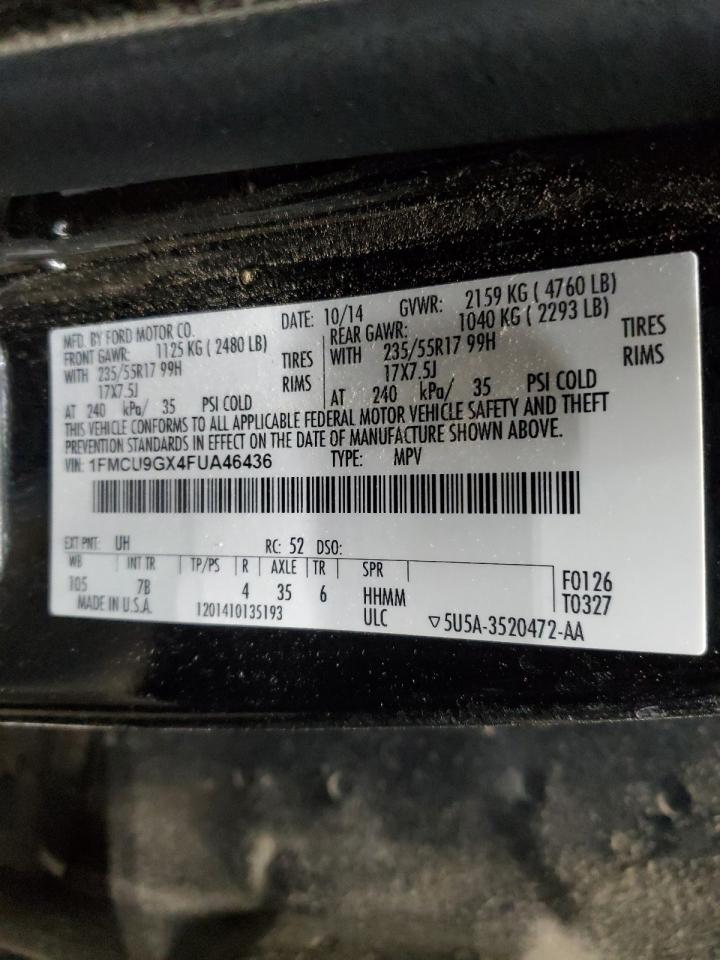 MFD. BY FORD MOTOR CO. DATE: 10/14 GVWR: 2159 KG ( 4760 LB)
FRONT GAWR: 1125 KG ( 2480 LB) REAR GAWR: 1040 KG ( 2293 LB)
WITH 235/55R17 99H TIRES WITH 235/55R17 99H TIRES
17X7.5J RIMS 17X7.5J RIMS
AT 240 kPa/ 35 PSI COLD AT 240 kPa/ 35 PSI COLD
THIS VEHICLE CONFORMS TO ALL APPLICABLE FEDERAL MOTOR VEHICLE SAFETY AND THEFT
PREVENTION STANDARDS IN EFFECT ON THE DATE OF MANUFACTURE SHOWN ABOVE.
VIN: 1FMCU9GX4FUA46436 TYPE: MPV
EXT PNT: UH RC: 52 DSO:
WB INT TR TP/PS R AXLE TR SPR
105 7B 4 35 6 HHMM F0126
MADE IN U.S.A. 1201410135193 ULC T0327
▽5U5A-3520472-AA